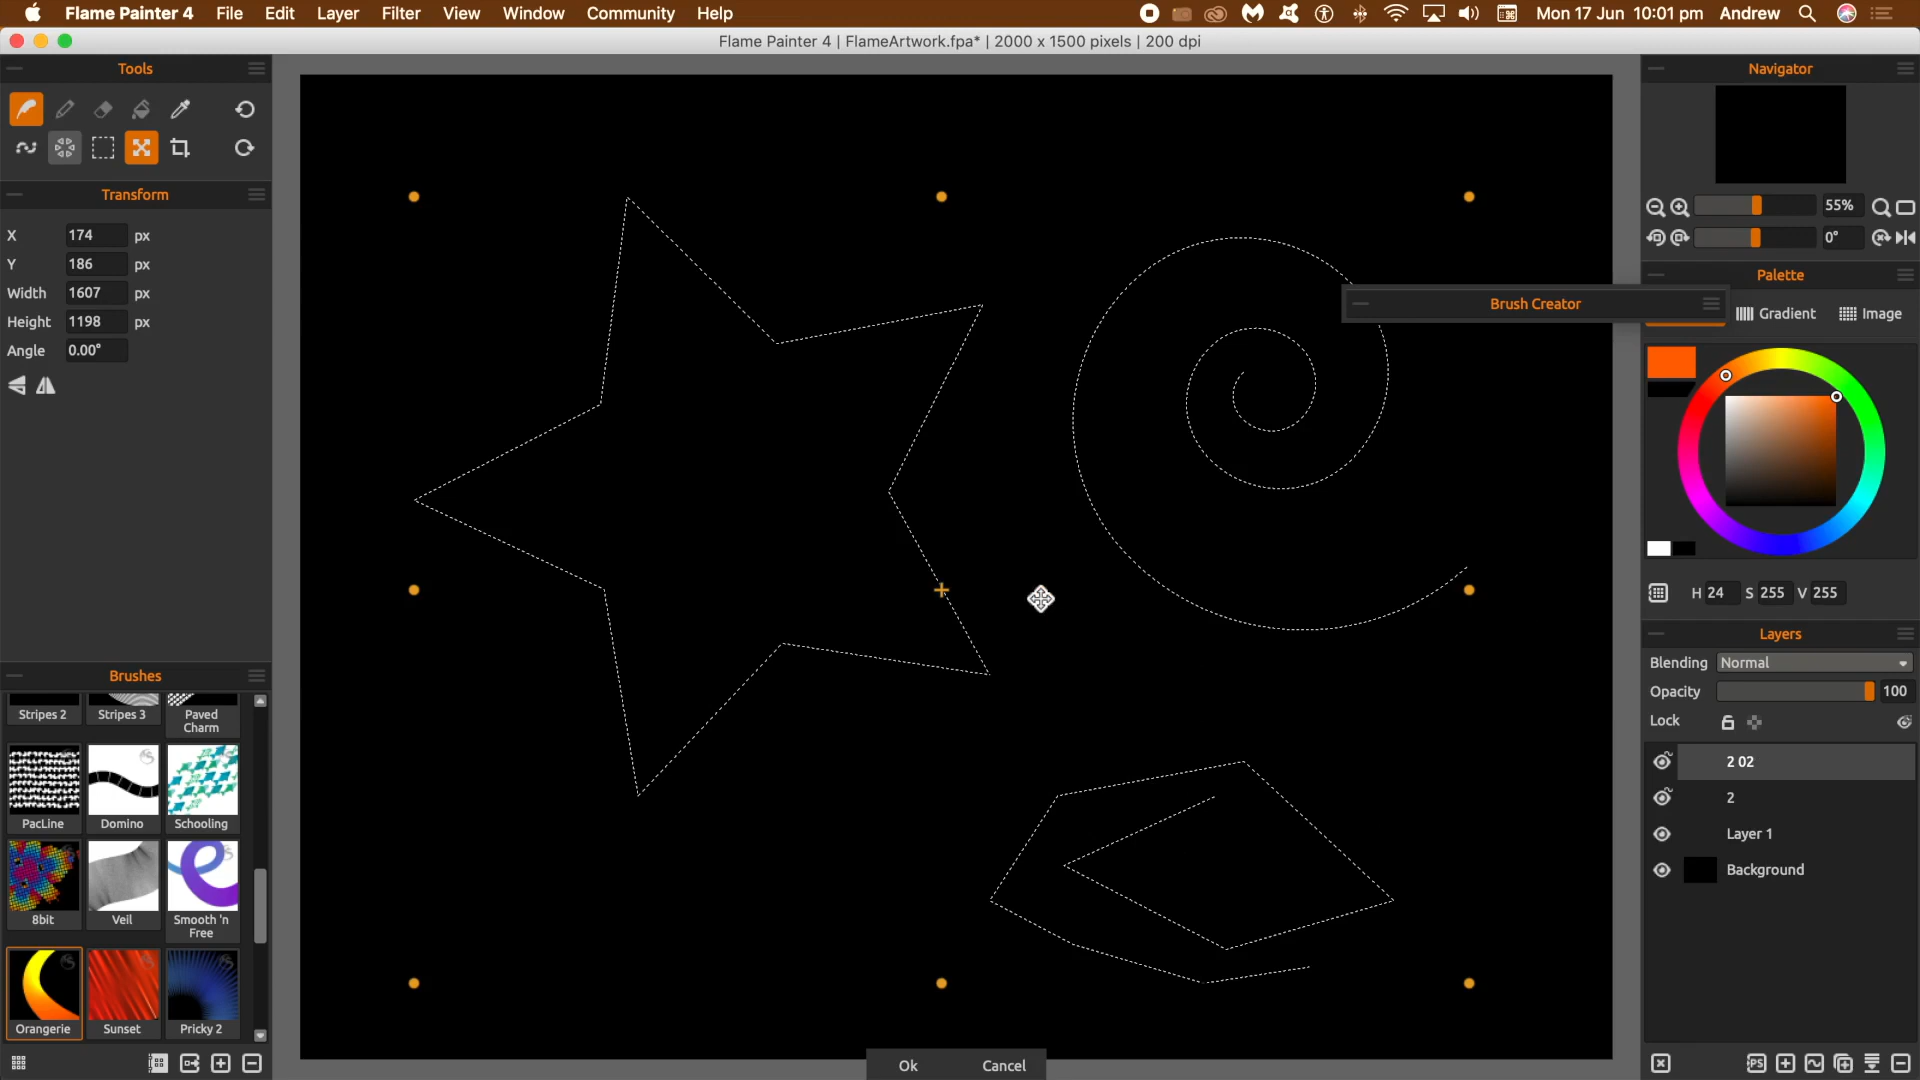 Flame Painter 4 File Edit Layer Filter View Window Community Help Mon 17 Jun 10:01 pm Andrew
Flame Painter 4 | FlameArtwork.fpa* | 2000 x 1500 pixels | 200 dpi
Tools
Transform
X 174 px
Y 186 px
Width 1607 px
Height 1198 px
Angle 0.00°
Brushes
Stripes 2 Stripes 3 Paved
Charm
PacLine Domino Schooling
8bit Veil Smooth 'n
Free
Orangerie Sunset Pricky 2
Ok Cancel
Brush Creator
Navigator
55%
0°
Palette
Gradient Image
H 24 S 255 V 255
Layers
Blending Normal
Opacity 100
Lock
2 02
2
Layer 1
Background
PS